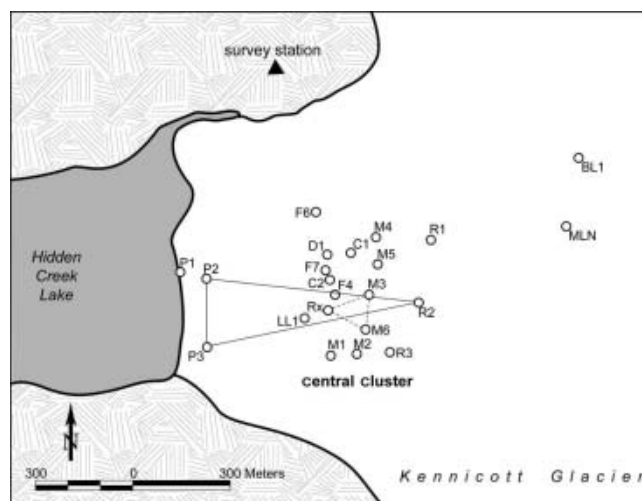 survey station
BL1
F6
M4
R1
MLN
D1
C1
Hidden
Creek
Lake
P1
P2
F7
M5
C2
F4
M3
R2
Rx
LL1
M6
P3
M1
M2
R3
central cluster
N
300 0 300 Meters
Kennicott Glacier